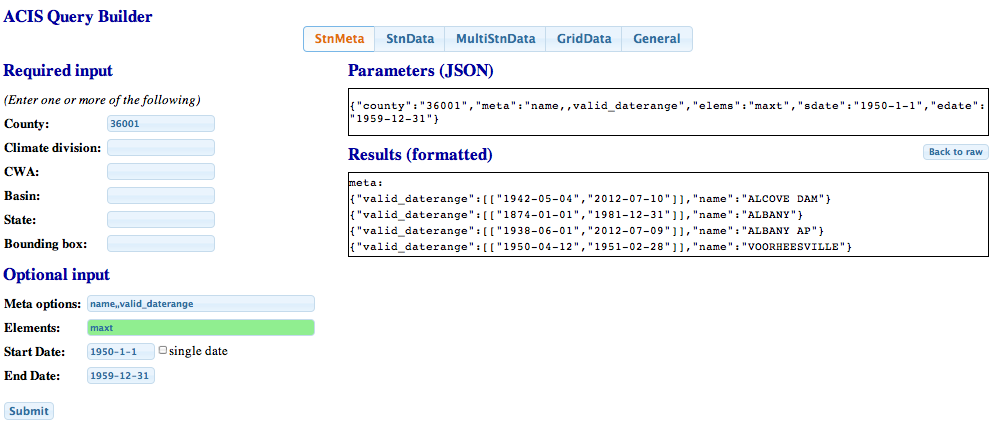 ACIS Query Builder
StnMeta StnData MultiStnData GridData General
Required input
(Enter one or more of the following)
County: 36001
Climate division:
CWA:
Basin:
State:
Bounding box:
Optional input
Meta options: name,,valid_daterange
Elements: maxt
Start Date: 1950-1-1 single date
End Date: 1959-12-31
Submit
Parameters (JSON)
{"county":"36001","meta":"name,,valid_daterange","elems":"maxt","sdate":"1950-1-1","edate":
"1959-12-31"}
Results (formatted)
Back to raw
meta:
{"valid_daterange":[["1942-05-04","2012-07-10"]],"name":"ALCOVE DAM"}
{"valid_daterange":[["1874-01-01","1981-12-31"]],"name":"ALBANY"}
{"valid_daterange":[["1938-06-01","2012-07-09"]],"name":"ALBANY AP"}
{"valid_daterange":[["1950-04-12","1951-02-28"]],"name":"VOORHEESVILLE"}